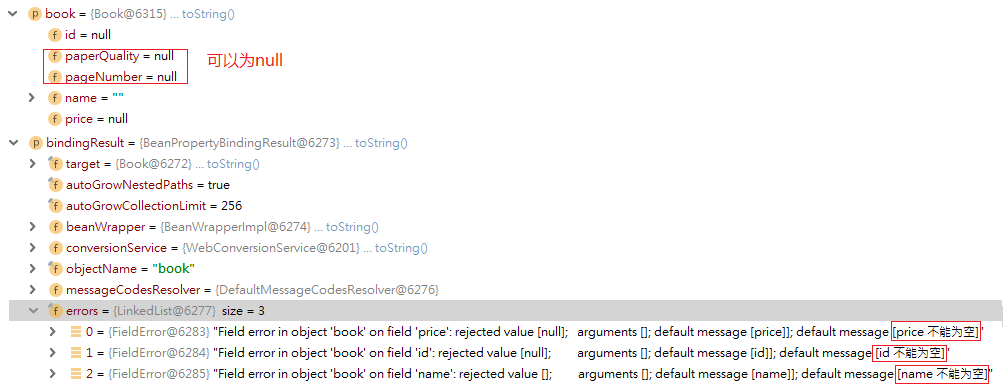 book = {Book@6315} ... toString()
id = null
paperQuality = null
可以为null
pageNumber = null
name = ""
price = null
bindingResult = {BeanPropertyBindingResult@6273} ... toString()
target = {Book@6272} ... toString()
autoGrowNestedPaths = true
autoGrowCollectionLimit = 256
beanWrapper = {BeanWrapperImpl@6274} ... toString()
conversionService = {WebConversionService@6201} ... toString()
objectName = "book"
messageCodesResolver = {DefaultMessageCodesResolver@6276}
errors = {LinkedList@6277} size = 3
0 = {FieldError@6283} "Field error in object 'book' on field 'price': rejected value [null]; arguments []; default message [price]]; default message [price 不能为空]"
1 = {FieldError@6284} "Field error in object 'book' on field 'id': rejected value [null]; arguments []; default message [id]]; default message [id 不能为空]"
2 = {FieldError@6285} "Field error in object 'book' on field 'name': rejected value []; arguments []; default message [name]]; default message [name 不能为空]"